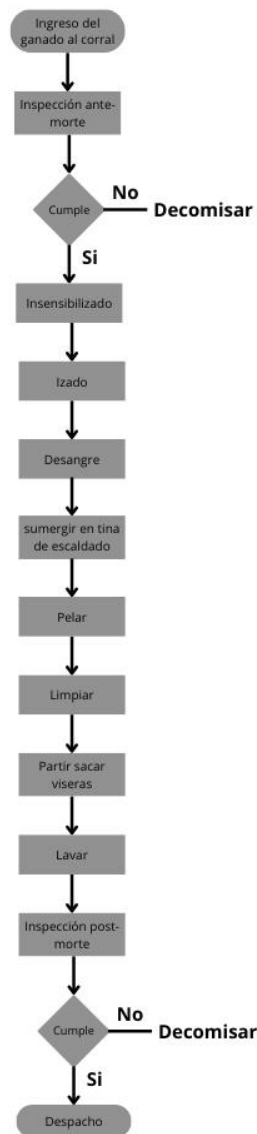 Ingreso del
ganado al corral
Inspección ante-
morte
Cumple
No
Decomisar
Si
Insensibilizado
Izado
Desangre
sumergir en tina
de escaldado
Pelar
Limpiar
Partir sacar
viseras
Lavar
Inspección post-
morte
Cumple
No
Decomisar
Si
Despacho